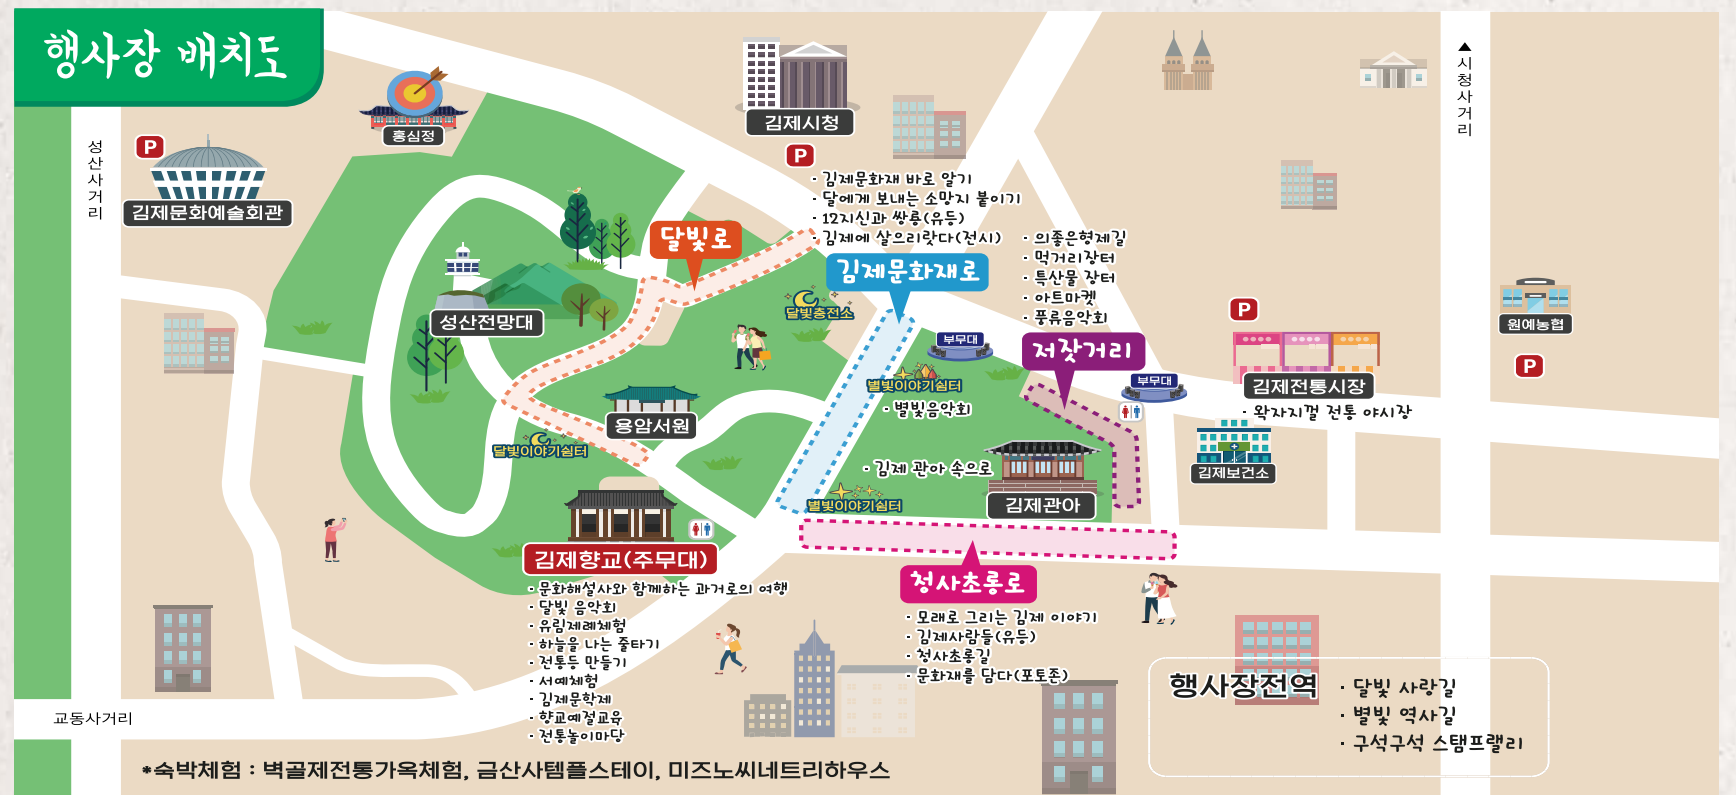 행사장 배치도
성산사거리
P
김제문화예술회관
홍심정
김제시청
P
- 김제문화재 바로 알기
- 달에게 보내는 소망지 붙이기
- 12지신과 쌍룡(유등)
- 김제에 살으리랏다(전시)
▲시청사거리
달빛로
김제문화재로
- 의좋은형제길
- 먹거리장터
- 특산물 장터
- 아트마켓
- 풍류음악회
저잣거리
성산전망대
달빛충전소
부무대
부무대
별빛이야기쉼터
- 별빛음악회
P
김제전통시장
- 왁자지껄 전통 야시장
원예농협
P
용암서원
달빛이야기쉼터
- 김제 관아 속으로
김제관아
김제보건소
별빛이야기쉼터
김제향교(주무대)
- 문화해설사와 함께하는 과거로의 여행
- 달빛 음악회
- 유림제례체험
- 하늘을 나는 줄타기
- 전통등 만들기
- 서예체험
- 김제문학제
- 향교예절교육
- 전통놀이마당
청사초롱로
- 모래로 그리는 김제 이야기
- 김제사람들(유등)
- 청사초롱길
- 문화재를 담다(포토존)
행사장전역
- 달빛 사랑길
- 별빛 역사길
- 구석구석 스탬프랠리
교동사거리
*숙박체험 : 벽골제전통가옥체험, 금산사템플스테이, 미즈노씨네트리하우스